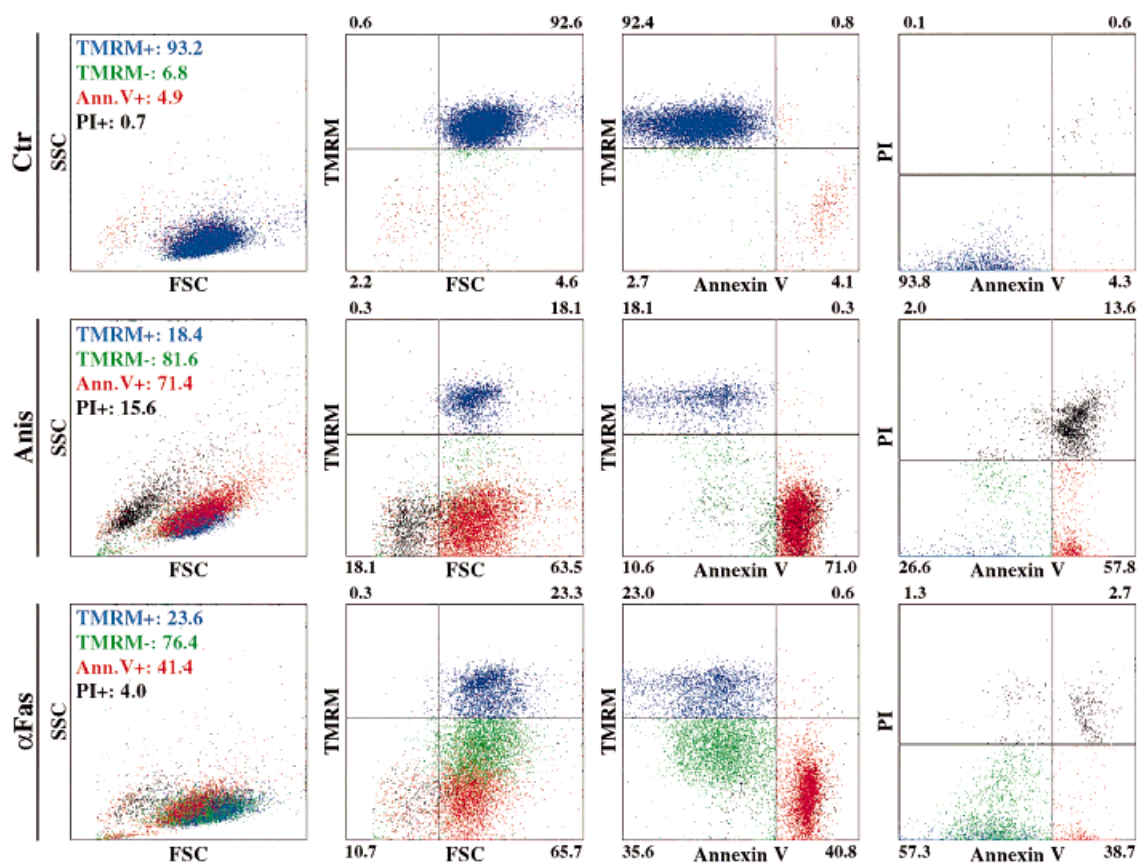 0.6 92.6 92.4 0.8 0.1 0.6
Ctr
TMRM+: 93.2
TMRM-: 6.8
Ann.V+: 4.9
PI+: 0.7
SSC
TMRM
TMRM
PI
FSC
2.2 FSC 4.6
2.7 Annexin V 4.1
93.8 Annexin V 4.3
0.3 18.1 18.1 0.3 2.0 13.6
Anis
TMRM+: 18.4
TMRM-: 81.6
Ann.V+: 71.4
PI+: 15.6
SSC
TMRM
TMRM
PI
FSC
18.1 FSC 63.5
10.6 Annexin V 71.0
26.6 Annexin V 57.8
0.3 23.3 23.0 0.6 1.3 2.7
αFas
TMRM+: 23.6
TMRM-: 76.4
Ann.V+: 41.4
PI+: 4.0
SSC
TMRM
TMRM
PI
FSC
10.7 FSC 65.7
35.6 Annexin V 40.8
57.3 Annexin V 38.7